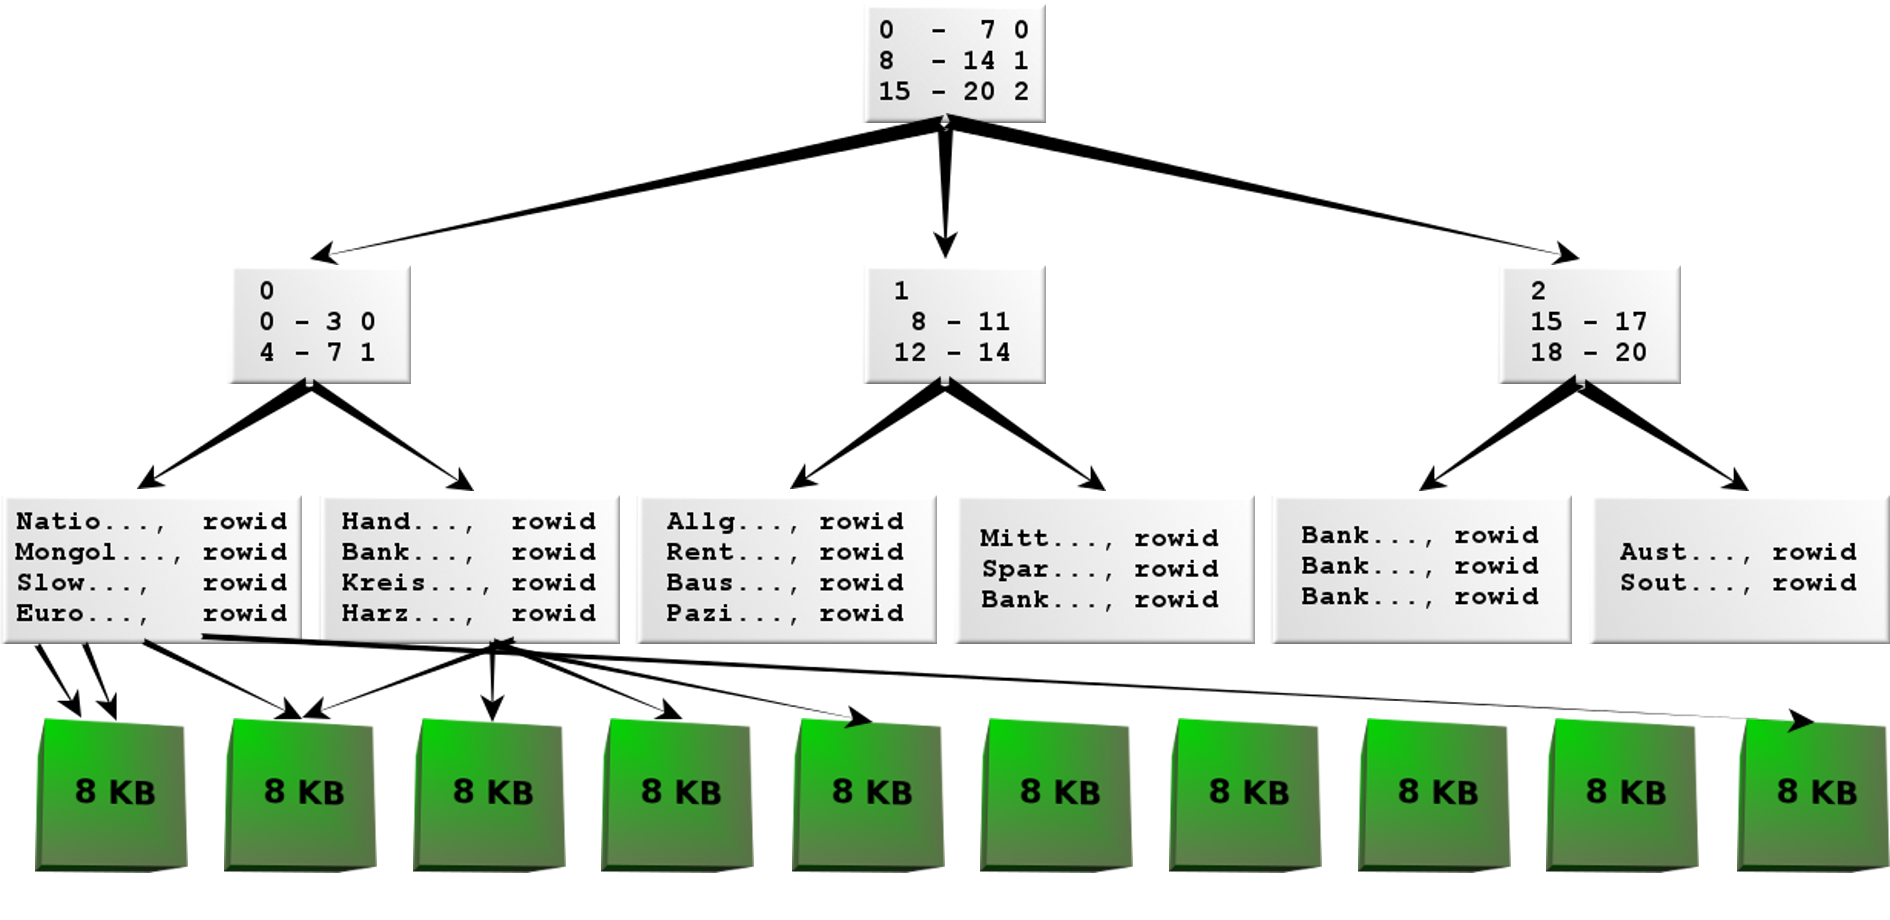 0 - 7 0
8 - 14 1
15 - 20 2
0
0 - 3 0
4 - 7 1
1
8 - 11
12 - 14
2
15 - 17
18 - 20
Natio..., rowid
Mongol..., rowid
Slow..., rowid
Euro..., rowid
Hand..., rowid
Bank..., rowid
Kreis..., rowid
Harz..., rowid
Allg..., rowid
Rent..., rowid
Baus..., rowid
Pazi..., rowid
Mitt..., rowid
Spar..., rowid
Bank..., rowid
Bank..., rowid
Bank..., rowid
Bank..., rowid
Aust..., rowid
Sout..., rowid
8 KB
8 KB
8 KB
8 KB
8 KB
8 KB
8 KB
8 KB
8 KB
8 KB